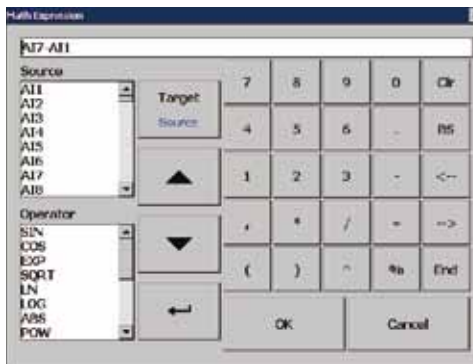 Math Expression
AI7-AI1
Source
AI1
AI2
AI3
AI4
AI5
AI6
AI7
AI8
Operator
SIN
COS
EXP
SQRT
LN
LOG
ABS
POW
Target
Source
7 8 9 0 Clr
4 5 6 . BS
1 2 3 - <--
, * / = -->
( ) ^ % End
OK Cancel